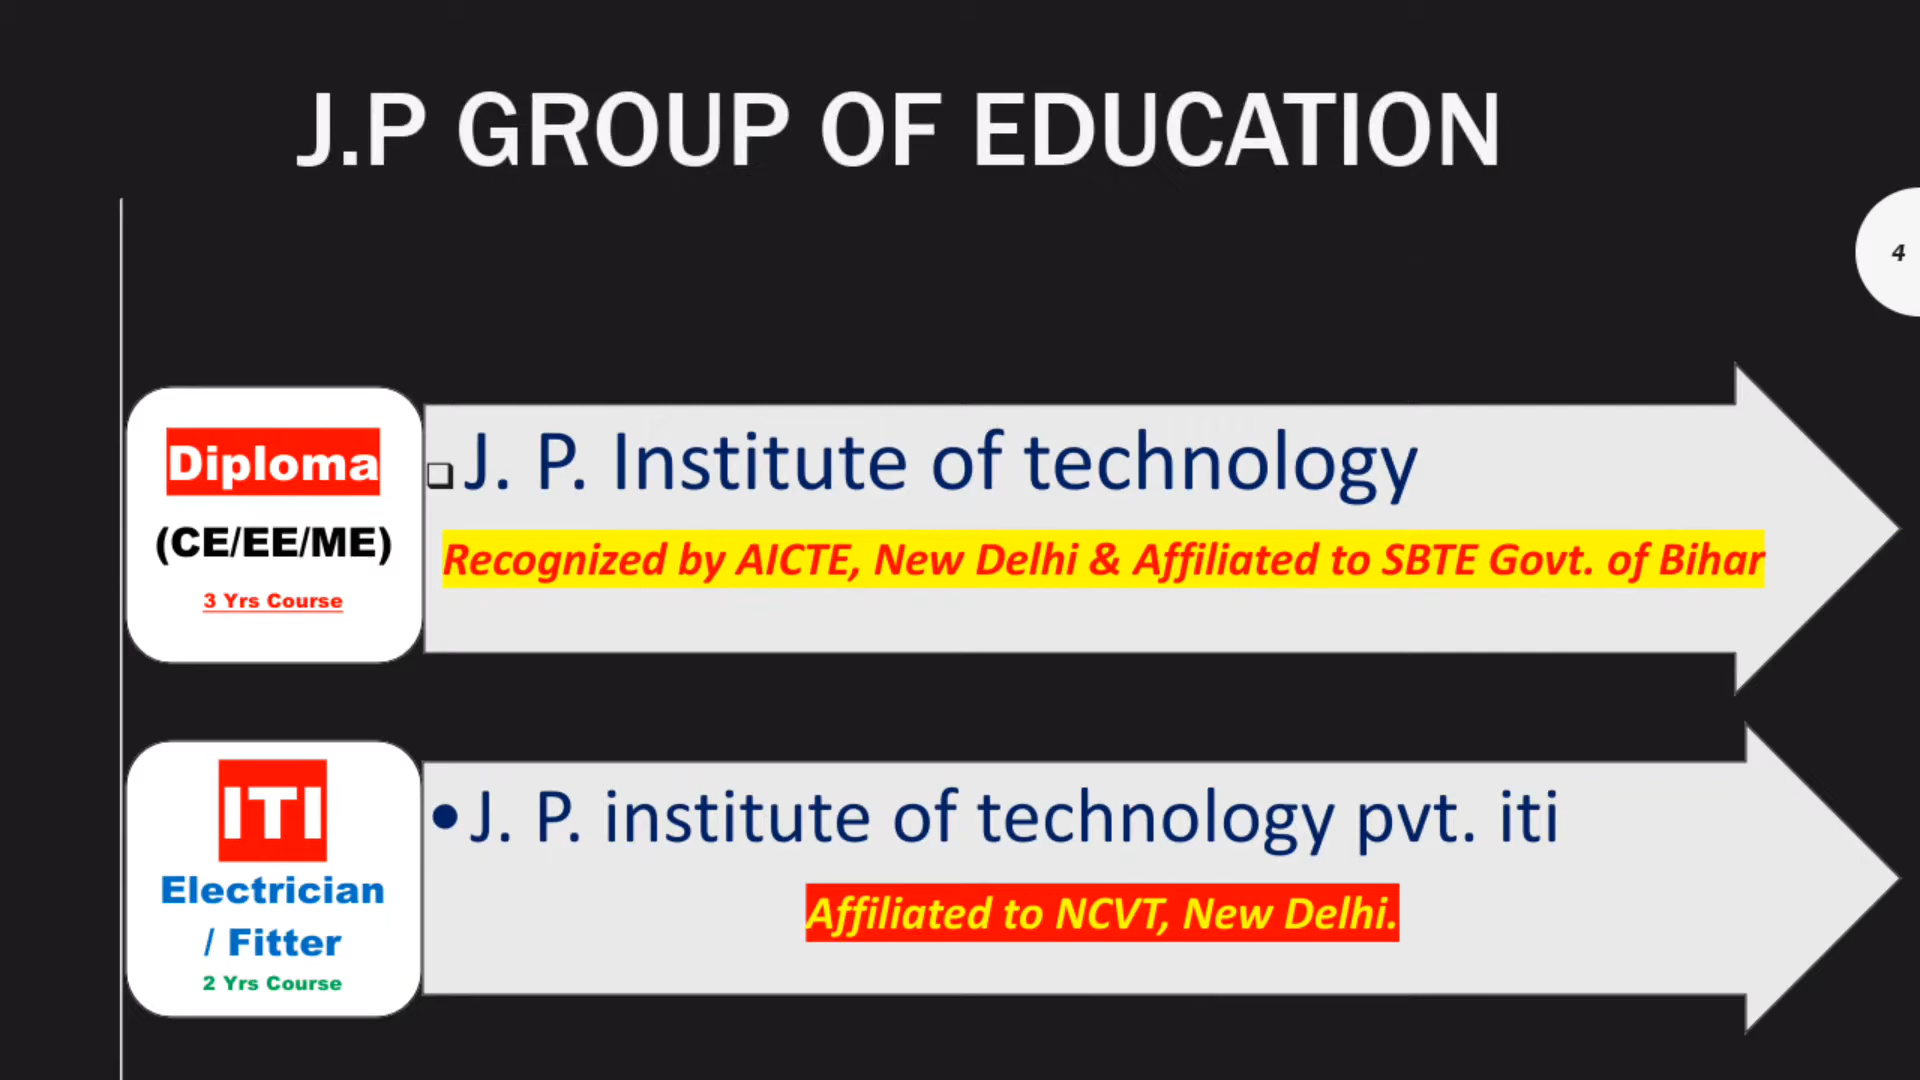 J.P GROUP OF EDUCATION
4
Diploma
(CE/EE/ME)
3 Yrs Course
J. P. Institute of technology
Recognized by AICTE, New Delhi & Affiliated to SBTE Govt. of Bihar
ITI
Electrician
/ Fitter
2 Yrs Course
J. P. institute of technology pvt. iti
Affiliated to NCVT, New Delhi.